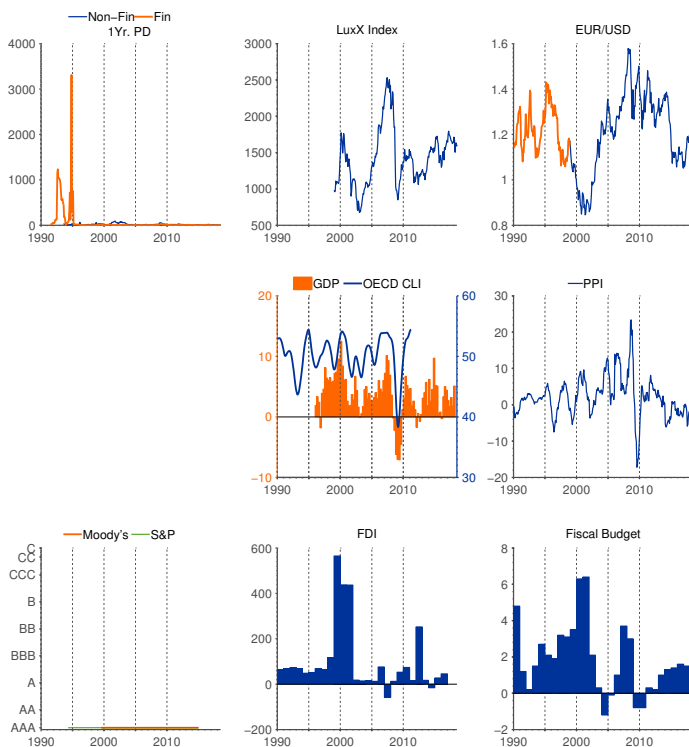 Non-Fin Fin
1Yr. PD
4000
3000
2000
1000
0
1990 2000 2010
LuxX Index
3000
2500
2000
1500
1000
500
1990 2000 2010
EUR/USD
1.6
1.4
1.2
1
0.8
1990 2000 2010
GDP OECD CLI
20 60
10 50
0 40
−10 30
1990 2000 2010
PPI
30
20
10
0
−10
−20
1990 2000 2010
Moody's S&P
C
CC
CCC
B
BB
BBB
A
AA
AAA
1990 2000 2010
FDI
600
400
200
0
−200
1990 2000 2010
Fiscal Budget
8
6
4
2
0
−2
1990 2000 2010